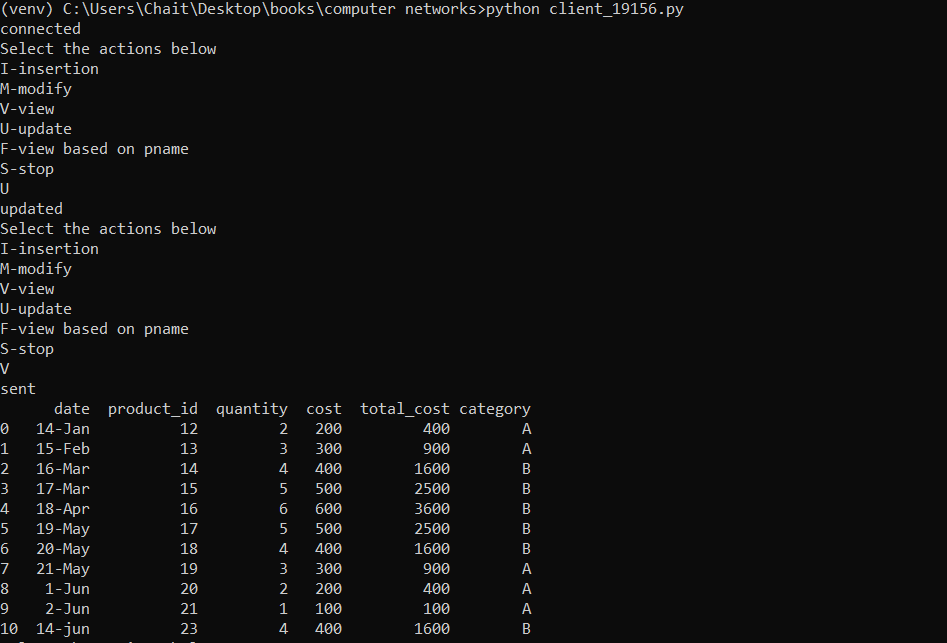 (venv) C:\Users\Chait\Desktop\books\computer networks>python client_19156.py
connected
Select the actions below
I-insertion
M-modify
V-view
U-update
F-view based on pname
S-stop
U
updated
Select the actions below
I-insertion
M-modify
V-view
U-update
F-view based on pname
S-stop
V
sent
      date  product_id  quantity  cost  total_cost category
0   14-Jan          12         2   200         400        A
1   15-Feb          13         3   300         900        A
2   16-Mar          14         4   400        1600        B
3   17-Mar          15         5   500        2500        B
4   18-Apr          16         6   600        3600        B
5   19-May          17         5   500        2500        B
6   20-May          18         4   400        1600        B
7   21-May          19         3   300         900        A
8    1-Jun          20         2   200         400        A
9    2-Jun          21         1   100         100        A
10  14-jun          23         4   400        1600        B